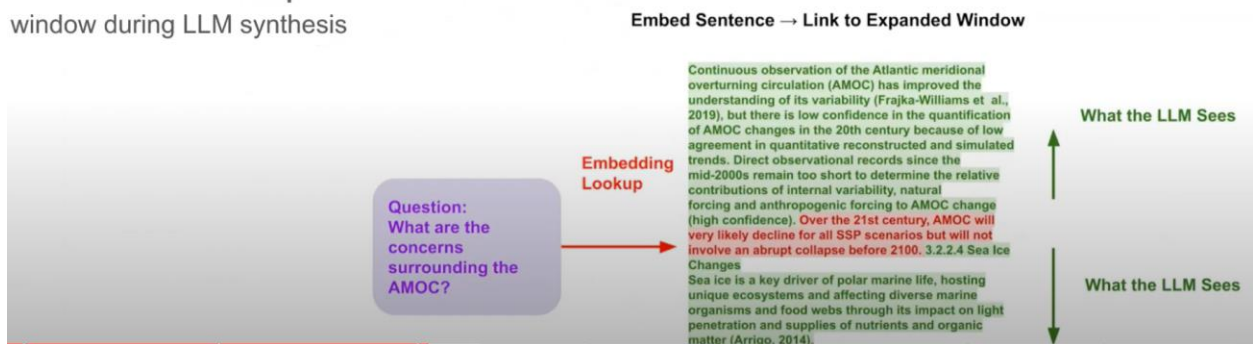 window during LLM synthesis
Embed Sentence → Link to Expanded Window
Continuous observation of the Atlantic meridional
overturning circulation (AMOC) has improved the
understanding of its variability (Frajka-Williams et al.,
2019), but there is low confidence in the quantification
of AMOC changes in the 20th century because of low
agreement in quantitative reconstructed and simulated
trends. Direct observational records since the
mid-2000s remain too short to determine the relative
contributions of internal variability, natural
forcing and anthropogenic forcing to AMOC change
(high confidence). Over the 21st century, AMOC will
very likely decline for all SSP scenarios but will not
involve an abrupt collapse before 2100. 3.2.2.4 Sea Ice
Changes
Sea ice is a key driver of polar marine life, hosting
unique ecosystems and affecting diverse marine
organisms and food webs through its impact on light
penetration and supplies of nutrients and organic
matter (Arrigo, 2014).
What the LLM Sees
What the LLM Sees
Embedding
Lookup
Question:
What are the
concerns
surrounding the
AMOC?